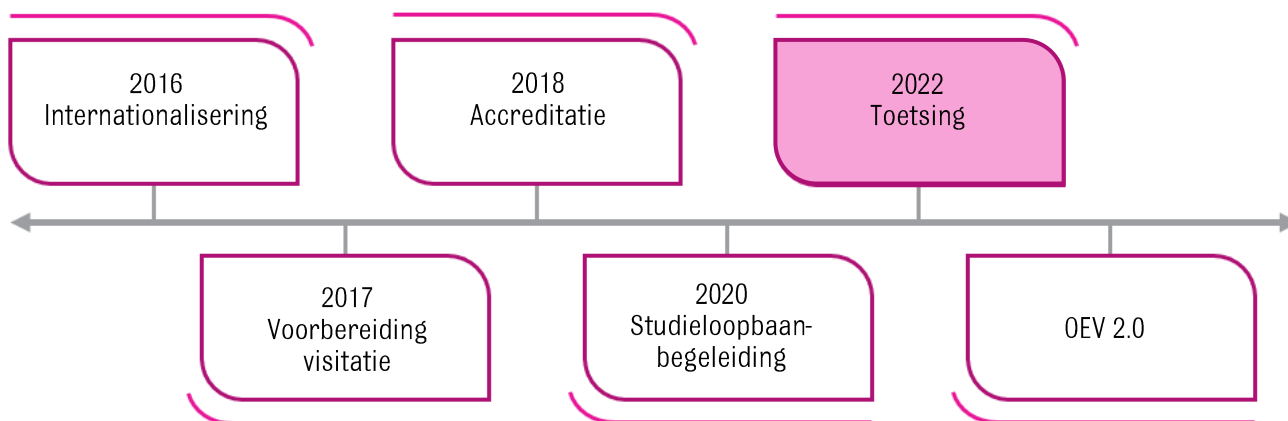 2016
Internationalisering
2018
Accreditatie
2022
Toetsing
2017
Voorbereiding
visitatie
2020
Studieloopbaan-
begeleiding
OEV 2.0